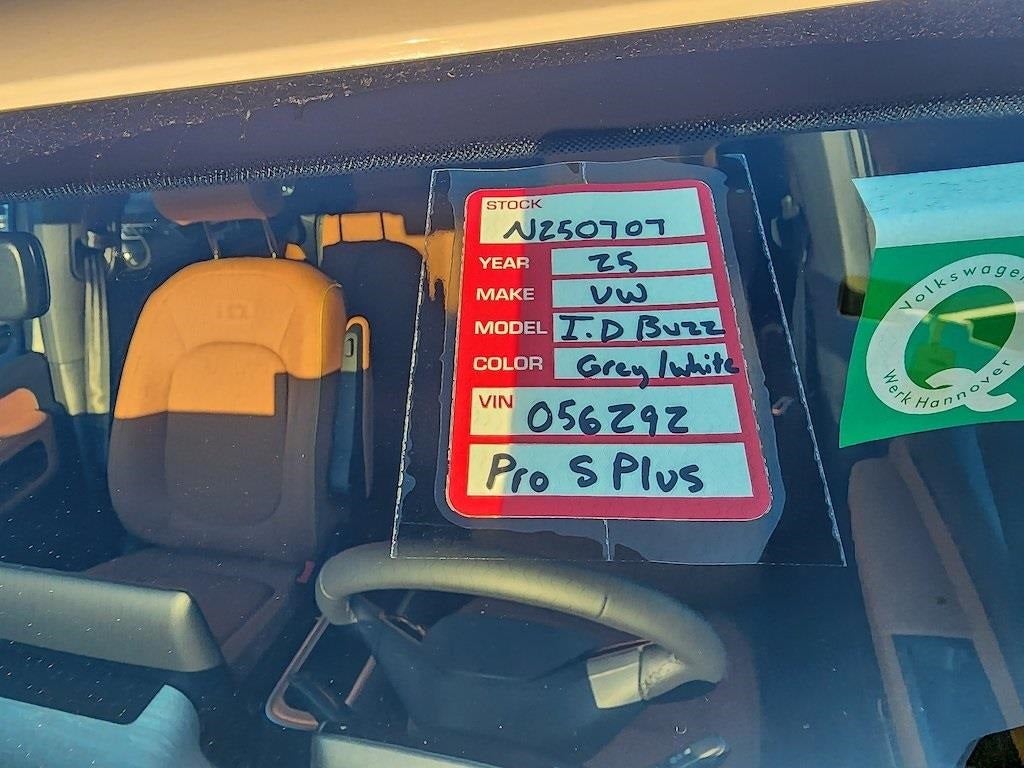 STOCK
N250707
YEAR 25
MAKE VW
MODEL I.D Buzz
COLOR Grey/White
VIN 056292
Pro S Plus
Volkswagen
Werk Hannover